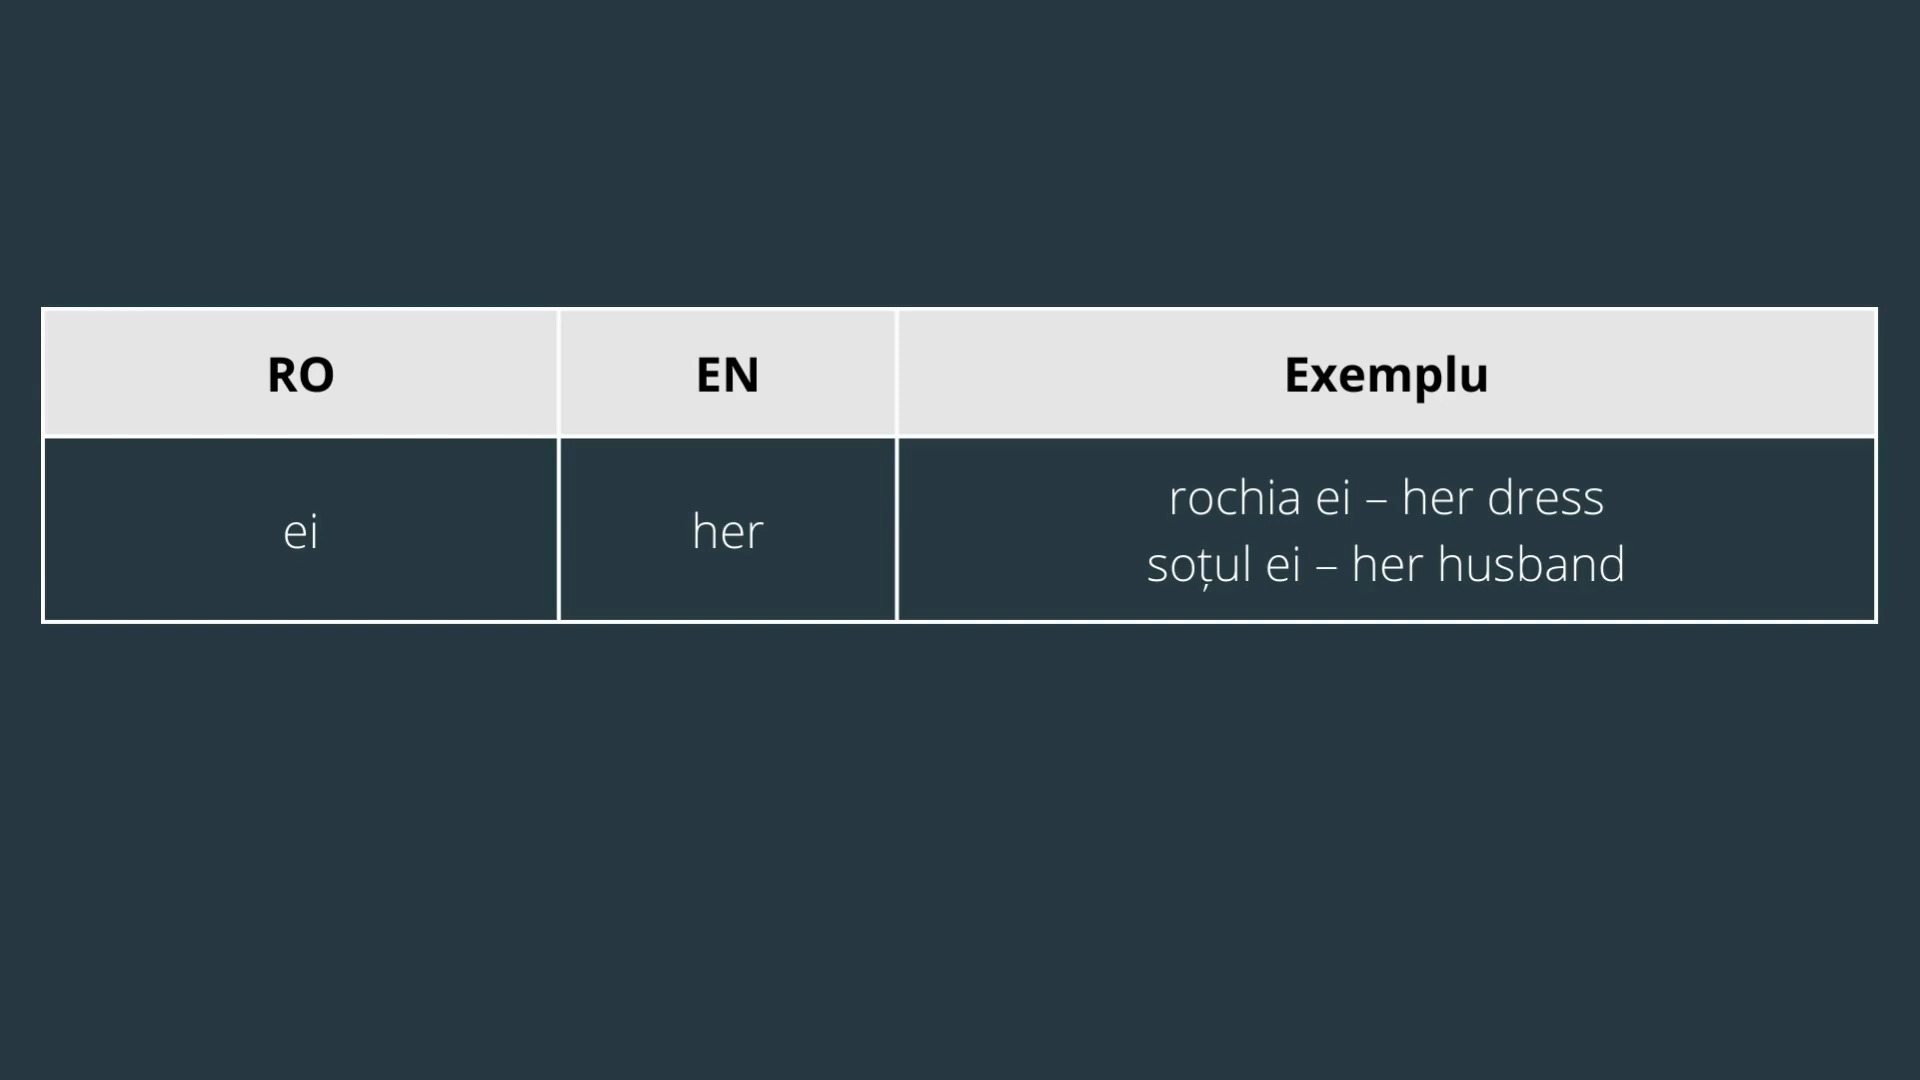 RO EN Exemplu
ei her rochia ei – her dress
soțul ei – her husband